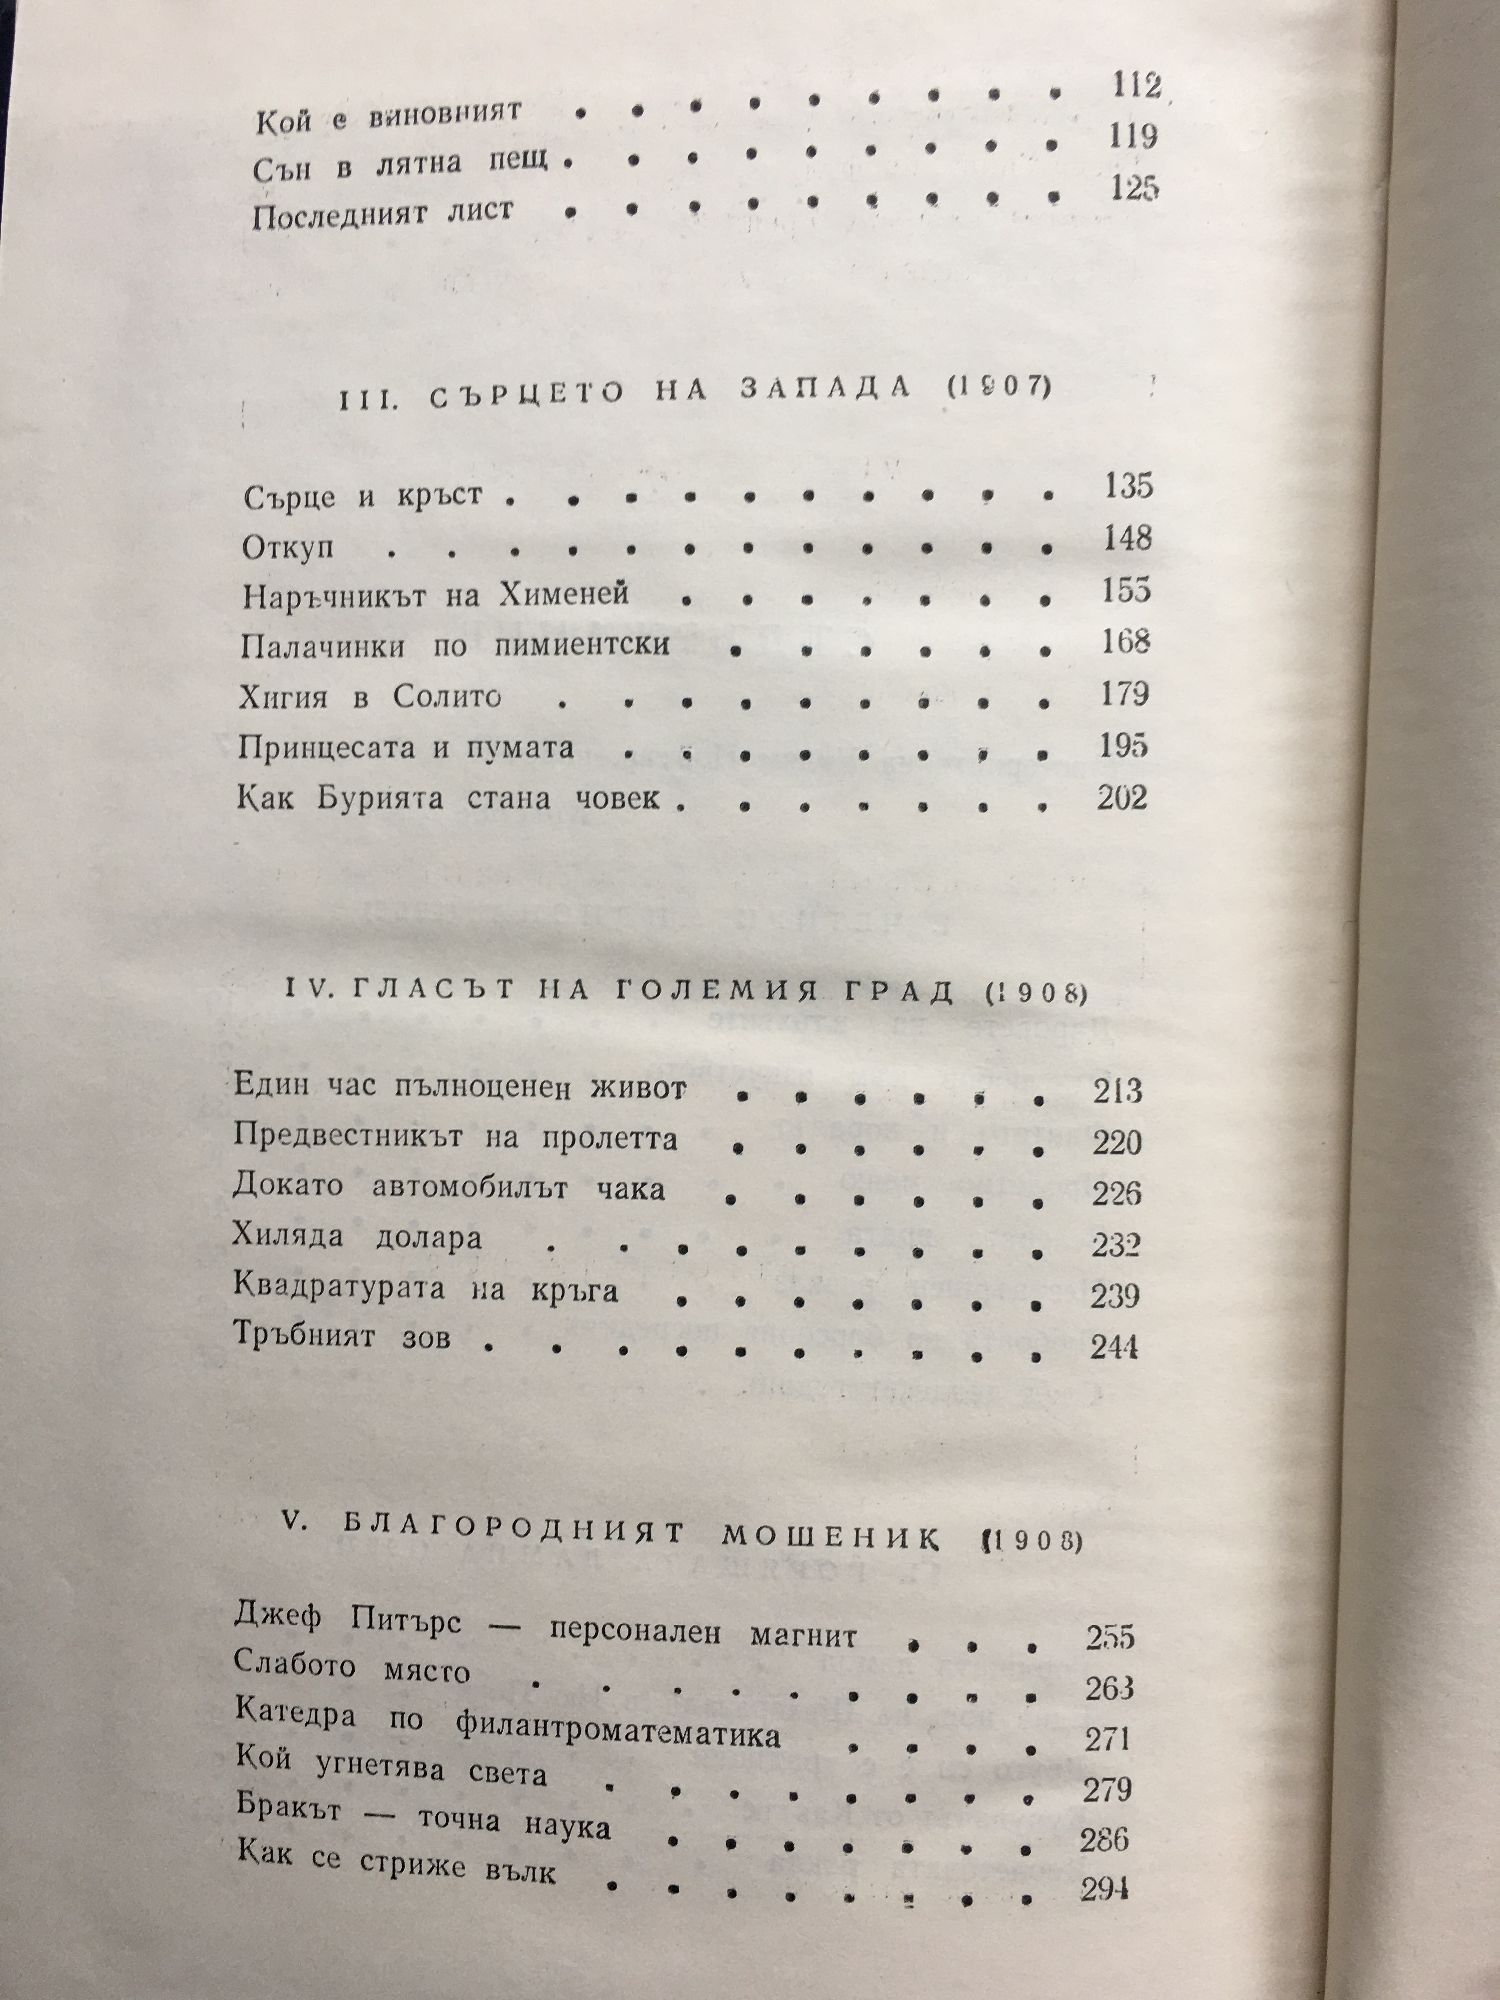 Кой е виновният . . . . . . . . . 112
Сън в лятна пещ . . . . . . . . . 119
Последният лист . . . . . . . . . 125
III. СЪРЦЕТО НА ЗАПАДА (1907)
Сърце и кръст . . . . . . . . . . 135
Откуп . . . . . . . . . . . . 148
Наръчникът на Хименей . . . . . . . 155
Палачинки по пимиентски . . . . . . 168
Хигия в Солито . . . . . . . . . 179
Принцесата и пумата . . . . . . . . 195
Как Бурията стана човек . . . . . . . 202
IV. ГЛАСЪТ НА ГОЛЕМИЯ ГРАД (1908)
Един час пълноценен живот . . . . . . 213
Предвестникът на пролетта . . . . . . 220
Докато автомобилът чака . . . . . . 226
Хиляда долара . . . . . . . . . 232
Квадратурата на кръга . . . . . . . 239
Тръбният зов . . . . . . . . . . 244
V. БЛАГОРОДНИЯТ МОШЕНИК (1908)
Джеф Питърс — персонален магнит . . . 255
Слабото място . . . . . . . . . 263
Катедра по филантроматематика . . . . 271
Кой угнетява света . . . . . . . . 279
Бракът — точна наука . . . . . . . 286
Как се стриже вълк . . . . . . . . 294